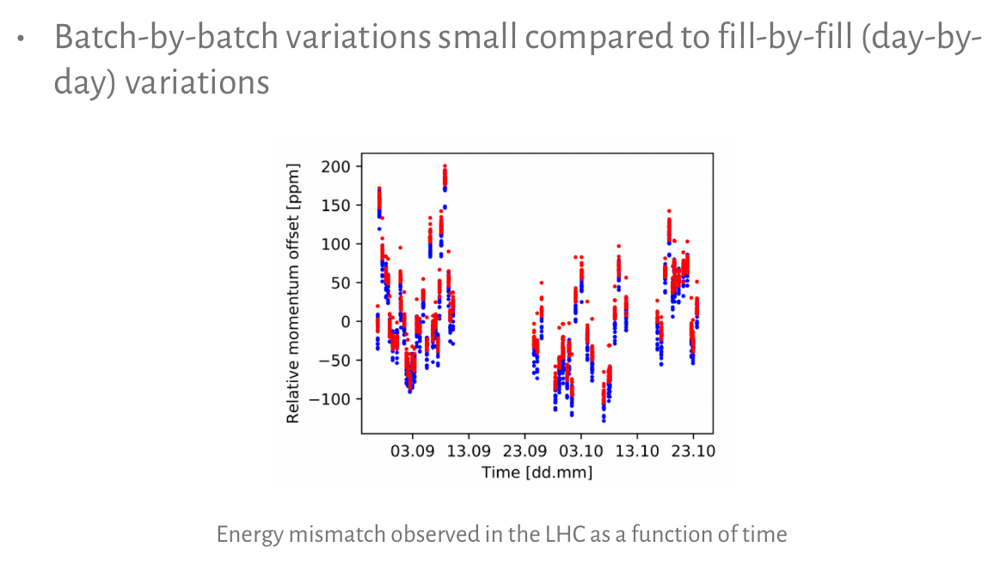 • Batch-by-batch variations small compared to fill-by-fill (day-by-
day) variations
Relative momentum offset [ppm]
200
150
100
50
0
−50
−100
03.09 13.09 23.09 03.10 13.10 23.10
Time [dd.mm]
Energy mismatch observed in the LHC as a function of time